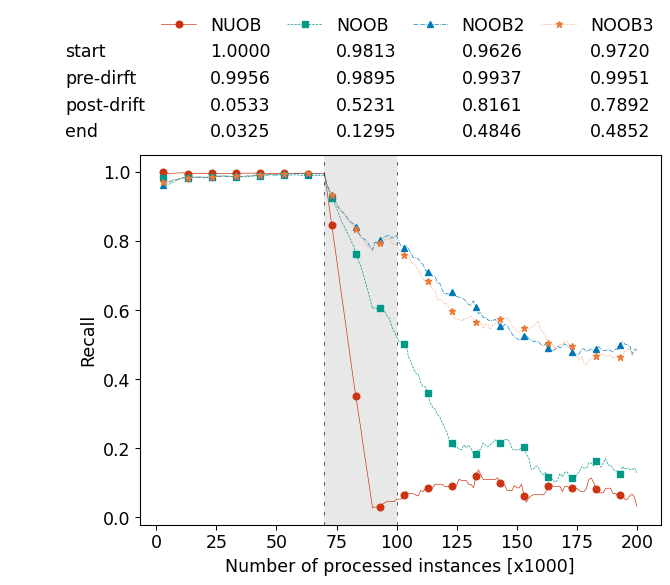 NUOB NOOB NOOB2 NOOB3
start 1.0000 0.9813 0.9626 0.9720
pre-dirft 0.9956 0.9895 0.9937 0.9951
post-drift 0.0533 0.5231 0.8161 0.7892
end 0.0325 0.1295 0.4846 0.4852
1.0
0.8
0.6
0.4
0.2
0.0
Recall
0 25 50 75 100 125 150 175 200
Number of processed instances [x1000]